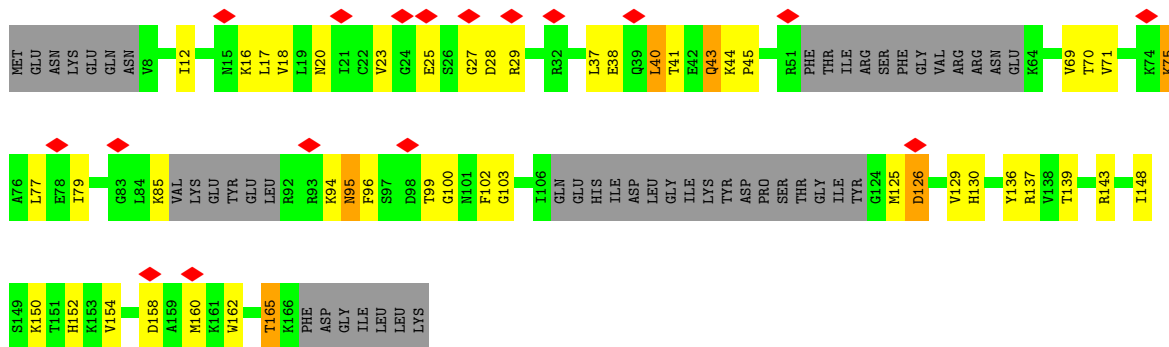 MET GLU ASN LYS GLU GLN ASN V8 I12 N15 K16 L17 V18 L19 N20 I21 C22 V23 G24 E25 S26 G27 D28 R29 R32 L37 E38 Q39 L40 T41 E42 Q43 K44 P45 R51 PHE THR ILE ARG SER PHE GLY VAL ARG ARG ASN GLU K64 V69 T70 V71 K74 K75
A76 L77 E78 I79 G83 L84 K85 VAL LYS GLU TYR GLU LEU R92 R93 K94 N95 F96 S97 D98 T99 G100 N101 F102 G103 I106 GLN GLU HIS ILE ASP LEU GLY ILE LYS TYR ASP PRO SER THR GLY ILE TYR G124 M125 D126 V129 H130 Y136 R137 V138 T139 R143 I148
S149 K150 T151 H152 K153 V154 D158 A159 M160 K161 W162 T165 K166 PHE ASP GLY ILE LEU LEU LYS